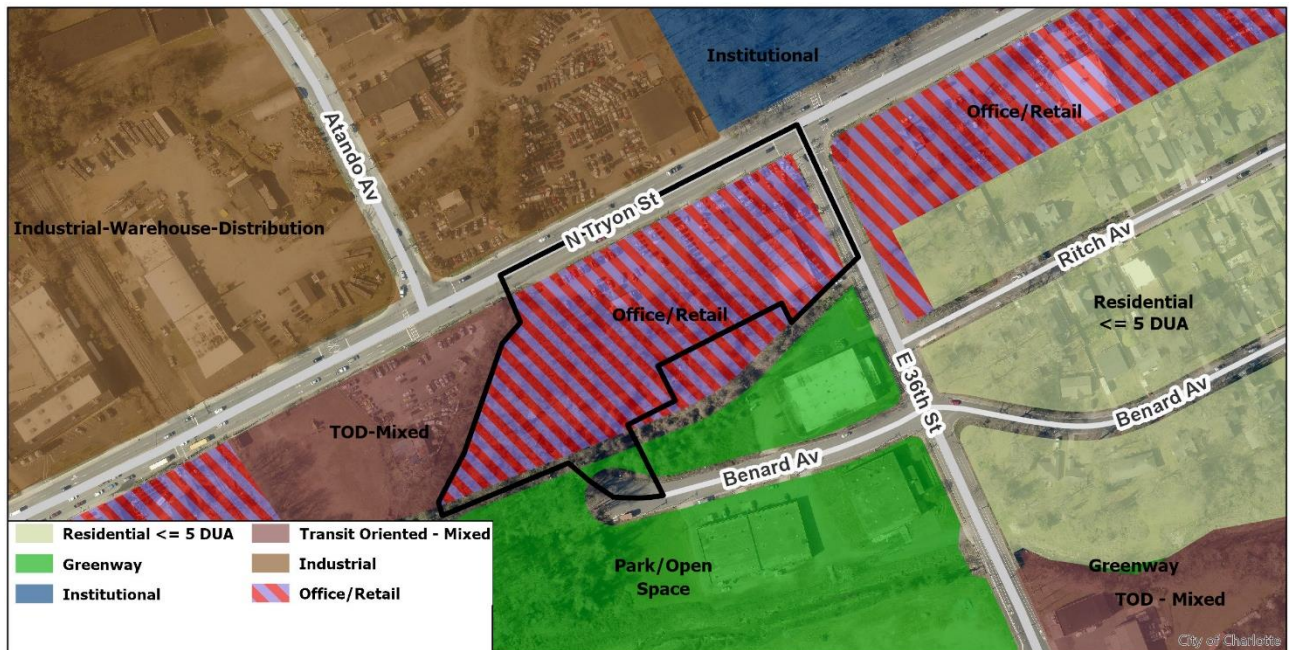 Institutional
Office/Retail
Atando Av
N Tryon St
Industrial-Warehouse-Distribution
Ritch Av
Residential
<= 5 DUA
Office/Retail
E 36th St
Benard Av
TOD-Mixed
Benard Av
Park/Open
Space
Greenway
TOD - Mixed
Residential <= 5 DUA
Transit Oriented - Mixed
Greenway
Industrial
Institutional
Office/Retail
City of Charlotte